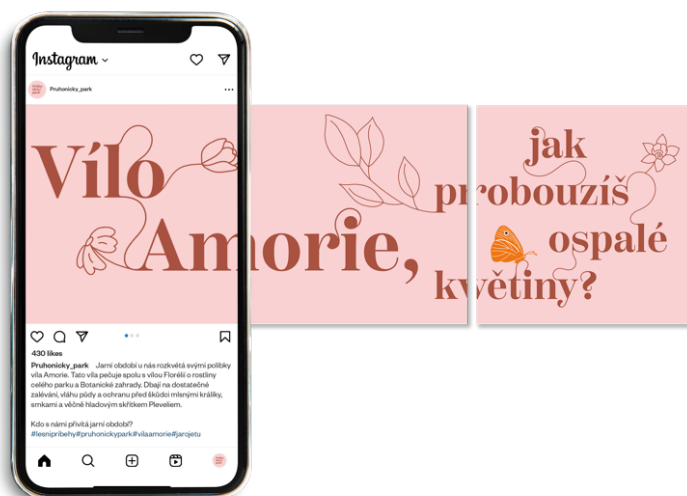 Instagram
Pruhonicky_park
Vílo
Amorie,
jak
probouzíš
ospalé
květiny?
430 likes
Pruhonicky_park Jarní období u nás rozkvétá svými polibky
víla Amorie. Tato víla pečuje spolu s vílou Florélií o rostliny
celého parku a Botanické zahrady. Dbají na dostatečné
zalévání, vláhu půdy a ochranu před škůdci mlsnými králíky,
srnkami a věčně hladovým skřítkem Plevelíem.
Kdo s námi přivítá jarní období?
#lesnipribehy#pruhonickypark#vilaamorie#jarojetu